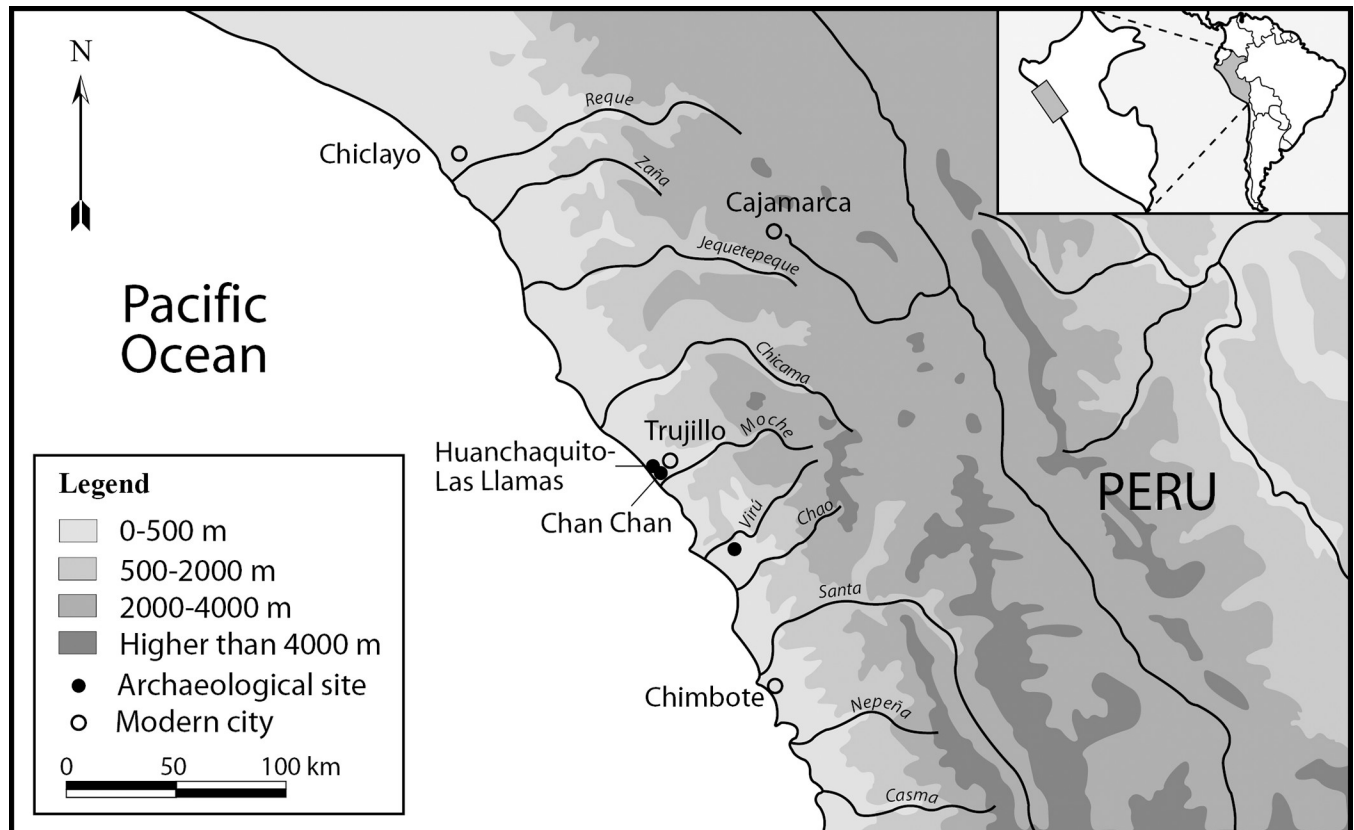 N
Reque
Chiclayo
Zaña
Cajamarca
Jequetepeque
Pacific
Ocean
Chicama
Trujillo
Moche
Huanchaquito-
Las Llamas
Chan Chan
Virú
Chao
PERU
Santa
Chimbote
Nepeña
Casma
Legend
0-500 m
500-2000 m
2000-4000 m
Higher than 4000 m
Archaeological site
Modern city
0 50 100 km